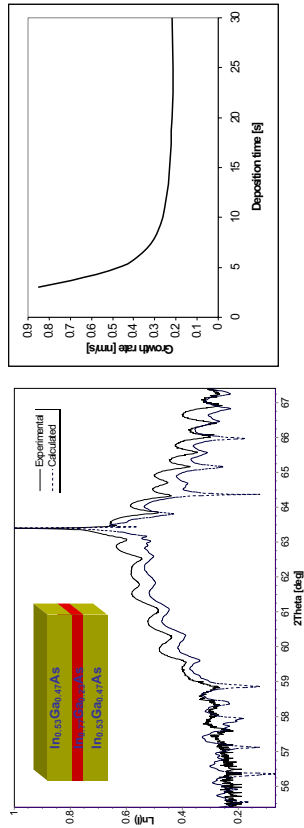 In0.53Ga0.47As
In0.53Ga0.47As
Experimental
Calculated
Ln(I)
1
0.8
0.6
0.4
0.2
56 57 58 59 60 61 62 63 64 65 66 67
2Theta [deg]
Growth rate [nm/s]
0.9
0.8
0.7
0.6
0.5
0.4
0.3
0.2
0.1
0
0 5 10 15 20 25 30
Deposition time [s]